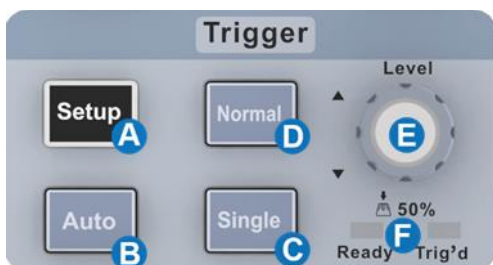 Trigger
Level
Setup
A
Normal
D
E
50%
Auto
B
Single
C
F
Ready
Trig'd